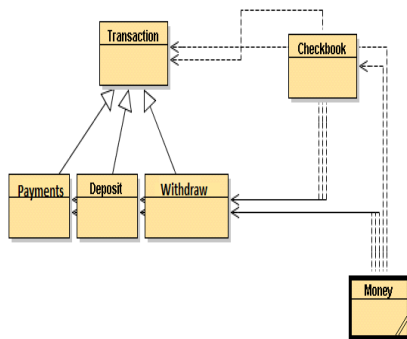 Transaction
Checkbook
Payments
Deposit
Withdraw
Money